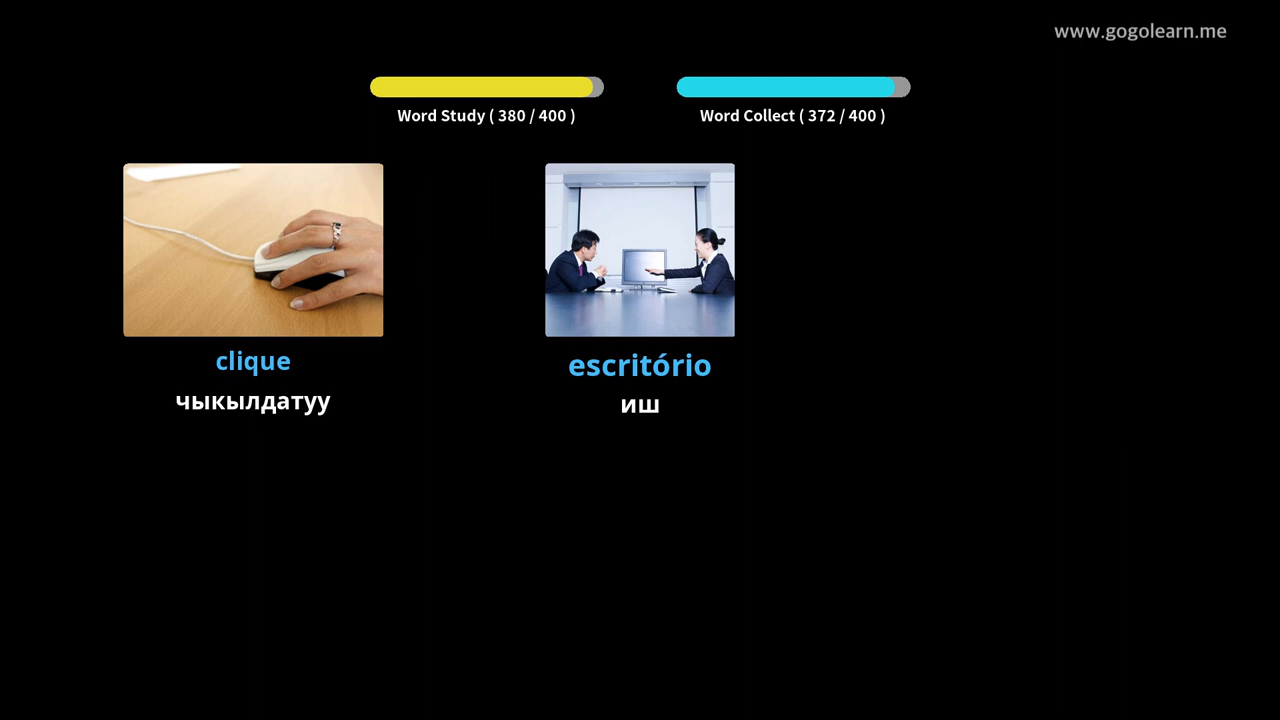 www.gogolearn.me
Word Study ( 380 / 400 )
Word Collect ( 372 / 400 )
clique
чыкылдатуу
escritório
иш